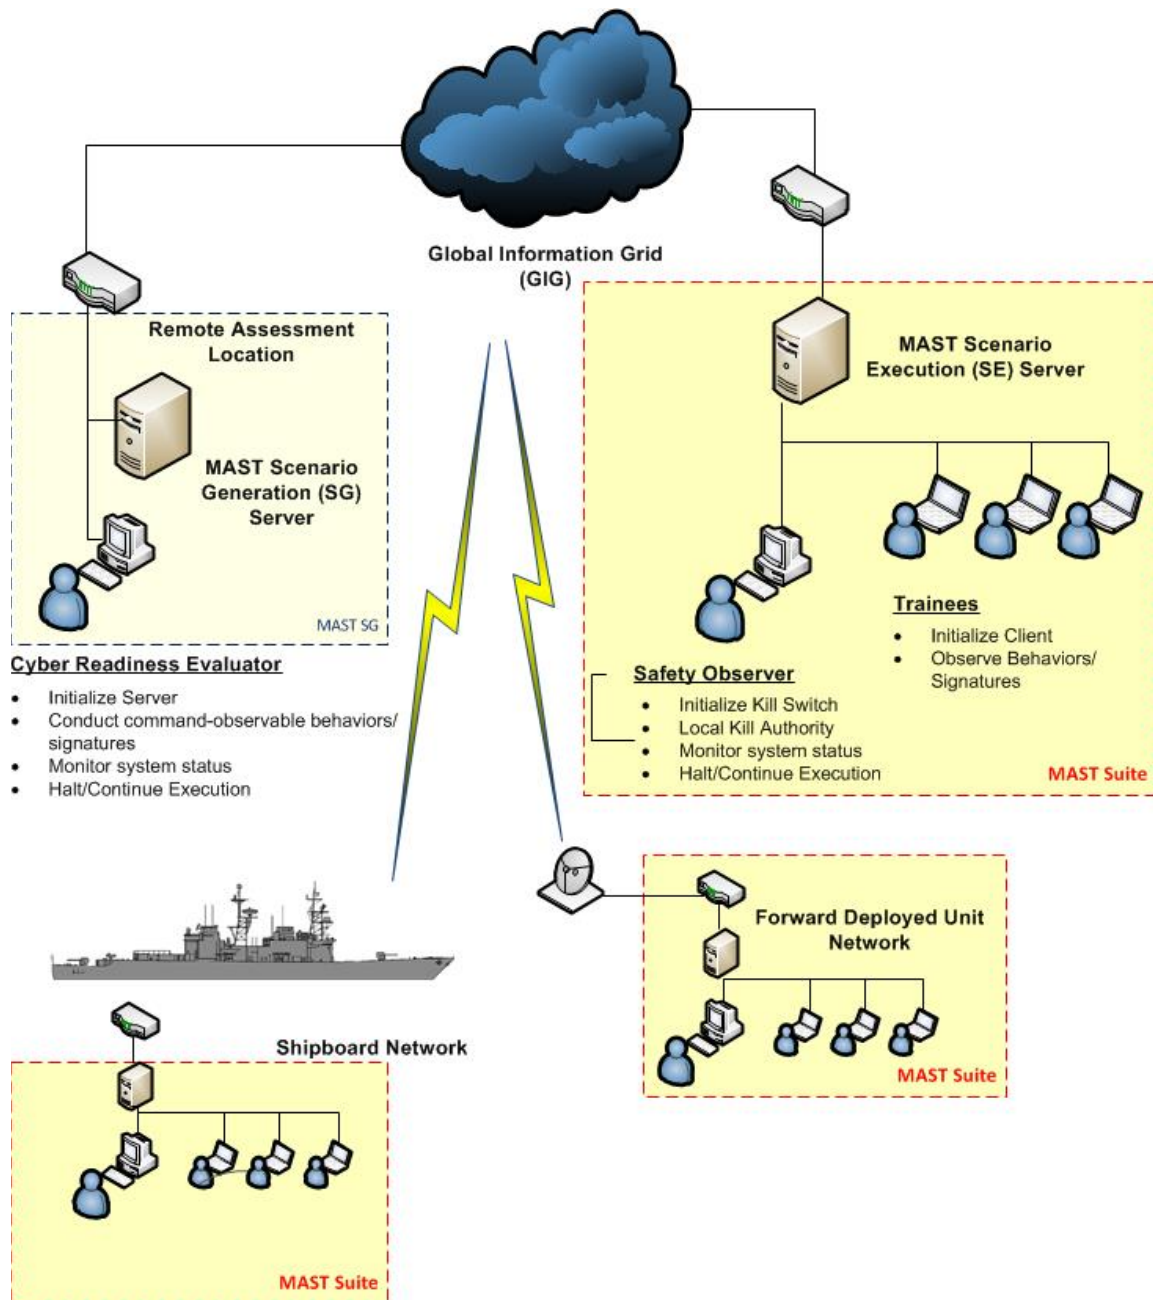 Global Information Grid
(GIG)
Remote Assessment
Location
MAST Scenario
Generation (SG)
Server
MAST SG
Cyber Readiness Evaluator
• Initialize Server
• Conduct command-observable behaviors/
signatures
• Monitor system status
• Halt/Continue Execution
MAST Scenario
Execution (SE) Server
Trainees
• Initialize Client
• Observe Behaviors/
Signatures
Safety Observer
• Initialize Kill Switch
• Local Kill Authority
• Monitor system status
• Halt/Continue Execution
MAST Suite
Forward Deployed Unit
Network
MAST Suite
Shipboard Network
MAST Suite